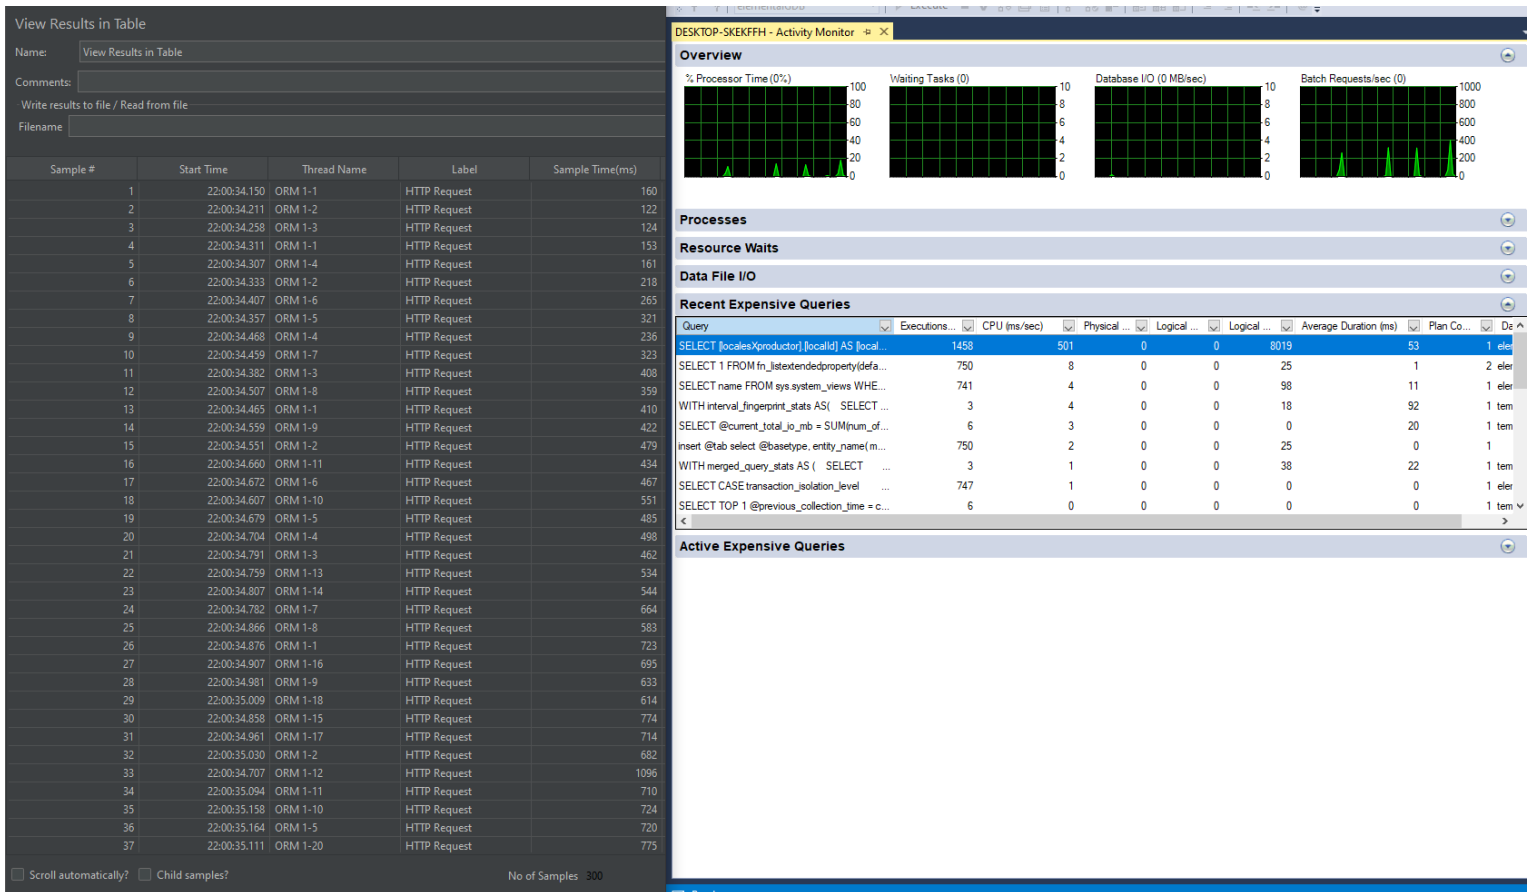 View Results in Table
Name: View Results in Table
Comments:
Write results to file / Read from file
Filename
Sample # Start Time Thread Name Label Sample Time(ms)
1 22:00:34.150 ORM 1-1 HTTP Request 160
2 22:00:34.211 ORM 1-2 HTTP Request 122
3 22:00:34.258 ORM 1-3 HTTP Request 124
4 22:00:34.311 ORM 1-1 HTTP Request 153
5 22:00:34.307 ORM 1-4 HTTP Request 161
6 22:00:34.333 ORM 1-2 HTTP Request 218
7 22:00:34.407 ORM 1-6 HTTP Request 265
8 22:00:34.357 ORM 1-5 HTTP Request 321
9 22:00:34.468 ORM 1-4 HTTP Request 236
10 22:00:34.459 ORM 1-7 HTTP Request 323
11 22:00:34.382 ORM 1-3 HTTP Request 408
12 22:00:34.507 ORM 1-8 HTTP Request 359
13 22:00:34.465 ORM 1-1 HTTP Request 410
14 22:00:34.559 ORM 1-9 HTTP Request 422
15 22:00:34.551 ORM 1-2 HTTP Request 479
16 22:00:34.660 ORM 1-11 HTTP Request 434
17 22:00:34.672 ORM 1-6 HTTP Request 467
18 22:00:34.607 ORM 1-10 HTTP Request 551
19 22:00:34.679 ORM 1-5 HTTP Request 485
20 22:00:34.704 ORM 1-4 HTTP Request 498
21 22:00:34.791 ORM 1-3 HTTP Request 462
22 22:00:34.759 ORM 1-13 HTTP Request 534
23 22:00:34.807 ORM 1-14 HTTP Request 544
24 22:00:34.782 ORM 1-7 HTTP Request 664
25 22:00:34.866 ORM 1-8 HTTP Request 583
26 22:00:34.876 ORM 1-1 HTTP Request 723
27 22:00:34.907 ORM 1-16 HTTP Request 695
28 22:00:34.981 ORM 1-9 HTTP Request 633
29 22:00:35.009 ORM 1-18 HTTP Request 614
30 22:00:34.858 ORM 1-15 HTTP Request 774
31 22:00:34.961 ORM 1-17 HTTP Request 714
32 22:00:35.030 ORM 1-2 HTTP Request 682
33 22:00:34.707 ORM 1-12 HTTP Request 1096
34 22:00:35.094 ORM 1-11 HTTP Request 710
35 22:00:35.158 ORM 1-10 HTTP Request 724
36 22:00:35.164 ORM 1-5 HTTP Request 720
37 22:00:35.111 ORM 1-20 HTTP Request 775
Scroll automatically? Child samples? No of Samples 300
DESKTOP-SKEKFFH - Activity Monitor
Overview
% Processor Time (0%) Waiting Tasks (0) Database I/O (0 MB/sec) Batch Requests/sec (0)
100 10 10 1000
80 8 8 800
60 6 6 600
40 4 4 400
20 2 2 200
0 0 0 0
Processes
Resource Waits
Data File I/O
Recent Expensive Queries
Query Executions... CPU (ms/sec) Physical ... Logical ... Logical ... Average Duration (ms) Plan Co... Da
SELECT [localesXproductor].[localId] AS [local... 1458 501 0 0 8019 53 1 eler
SELECT 1 FROM fn_listextendedproperty(defa... 750 8 0 0 25 1 2 eler
SELECT name FROM sys.system_views WHE... 741 4 0 0 98 11 1 eler
WITH interval_fingerprint_stats AS( SELECT ... 3 4 0 0 18 92 1 tem
SELECT @current_total_io_mb = SUM(num_of... 6 3 0 0 0 20 1 tem
insert @tab select @basetype, entity_name( m... 750 2 0 0 25 0 1
WITH merged_query_stats AS ( SELECT ... 3 1 0 0 38 22 1 tem
SELECT CASE transaction_isolation_level ... 747 1 0 0 0 0 1 eler
SELECT TOP 1 @previous_collection_time = c... 6 0 0 0 0 0 1 tem
Active Expensive Queries